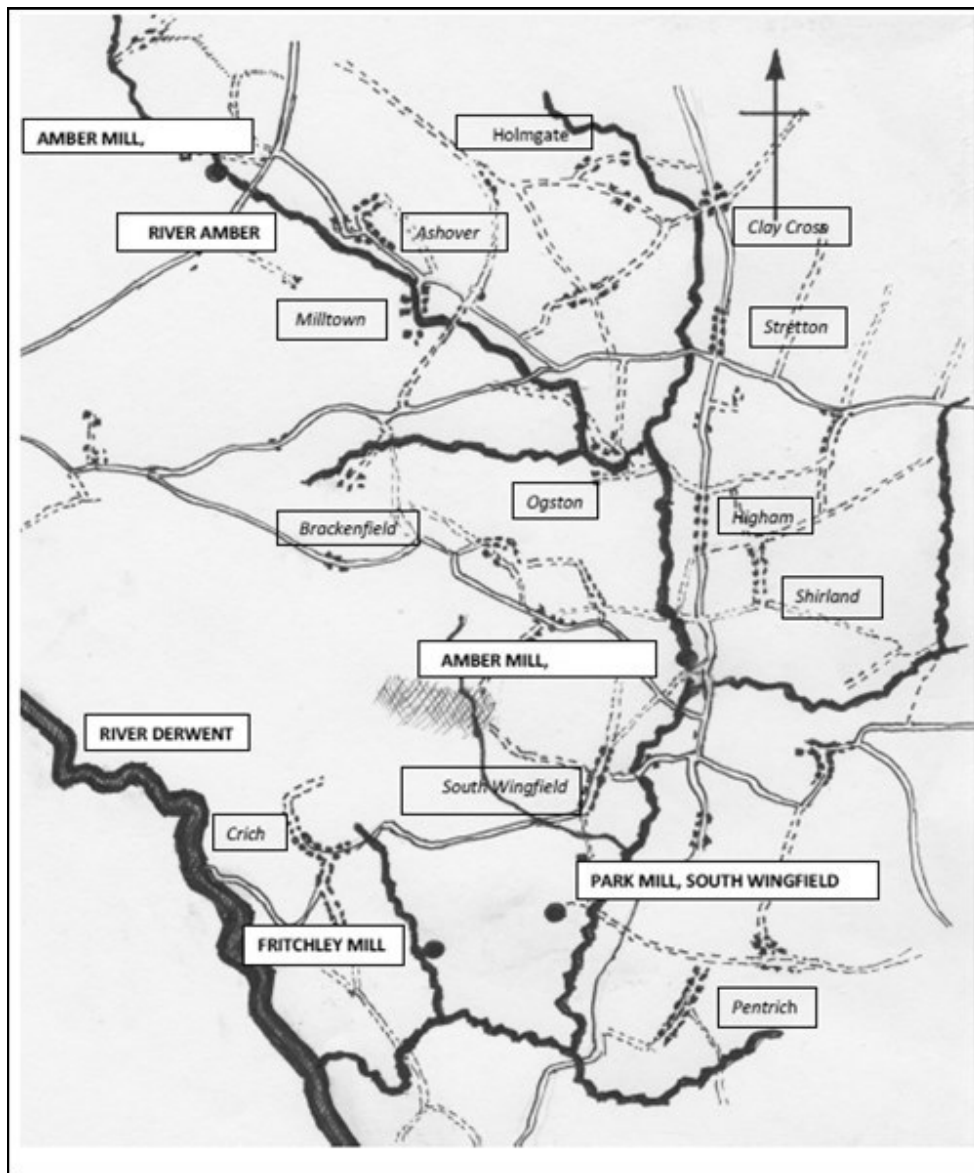 Holmgate
AMBER MILL,
RIVER AMBER
Ashover
Clay Cross
Milltown
Stretton
Ogston
Brackenfield
Higham
Shirland
AMBER MILL,
RIVER DERWENT
South Wingfield
Crich
PARK MILL, SOUTH WINGFIELD
FRITCHLEY MILL
Pentrich